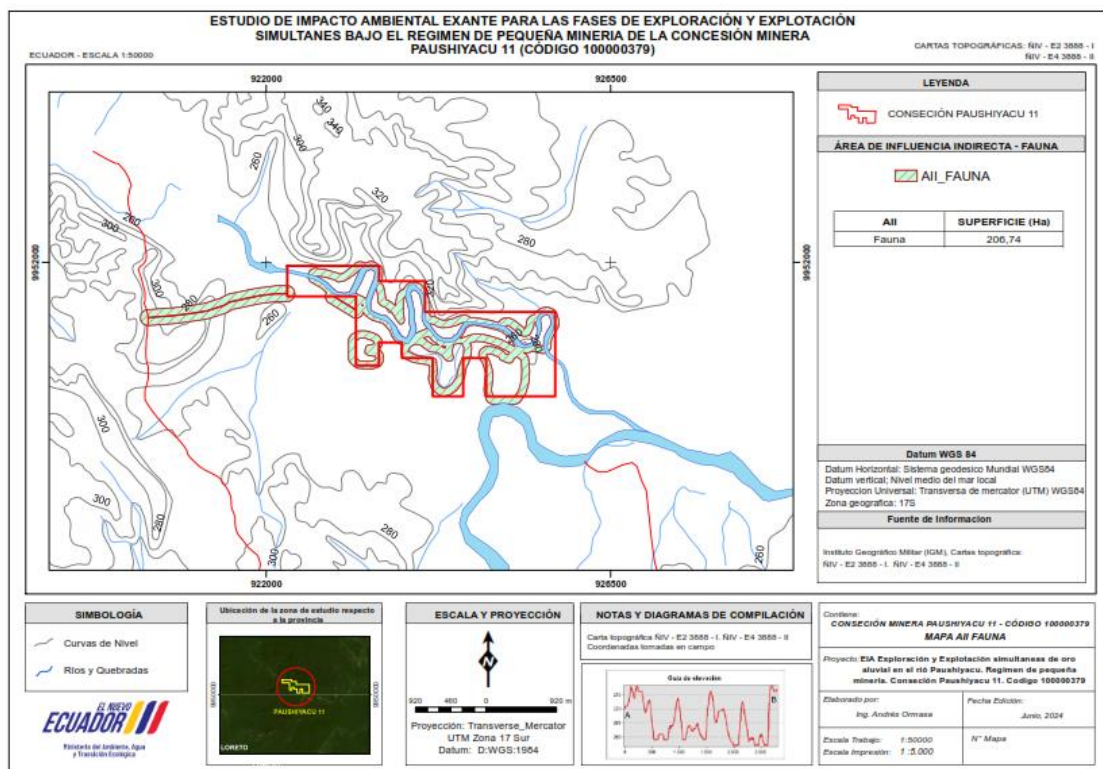 ESTUDIO DE IMPACTO AMBIENTAL EXANTE PARA LAS FASES DE EXPLORACIÓN Y EXPLOTACIÓN
SIMULTANES BAJO EL REGIMEN DE PEQUEÑA MINERIA DE LA CONCESIÓN MINERA
PAUSHIYACU 11 (CÓDIGO 100000379)
ECUADOR - ESCALA 1:50000
CARTAS TOPOGRÁFICAS: ÑIV - E2 3888 - I
ÑIV - E4 3888 - II
922000
926500
9952000
9952000
340
340
300
260
320
280
260
300
300
280
260
320
260
280
300
280
300
280
300
260
LEYENDA
CONSECIÓN PAUSHIYACU 11
ÁREA DE INFLUENCIA INDIRECTA - FAUNA
AII_FAUNA
AII SUPERFICIE (Ha)
Fauna 206,74
Datum WGS 84
Datum Horizontal: Sistema geodesico Mundial WGS84
Datum vertical; Nivel medio del mar local
Proyeccion Universal: Transversa de mercator (UTM) WGS84
Zona geografica: 17S
Fuente de Informacion
Instituto Geográfico Militar (IGM), Cartas topográfica:
ÑIV - E2 3888 - I. ÑIV - E4 3888 - II
SIMBOLOGÍA
Curvas de Nivel
Ríos y Quebradas
EL NUEVO
ECUADOR
Ministerio del Ambiente, Agua
y Transición Ecológica
Ubicación de la zona de estudio respecto
a la provincia
PAUSHIYACU 11
LORETO
ESCALA Y PROYECCIÓN
N
920 460 0 920 m
Proyección: Transverse_Mercator
UTM Zona 17 Sur
Datum: D:WGS:1984
NOTAS Y DIAGRAMAS DE COMPILACIÓN
Carta topográfica ÑIV - E2 3888 - I. ÑIV - E4 3888 - II
Coordenadas tomadas en campo
Guía de elevación
A
B
Contiene:
CONSECIÓN MINERA PAUSHIYACU 11 - CÓDIGO 100000379
MAPA AII FAUNA
Proyecto: EIA Exploración y Explotación simultaneas de oro
aluvial en el rió Paushiyacu. Regimen de pequeña
mineria. Conseción Paushiyacu 11. Codigo 100000379
Elaborado por:
Ing. Andrés Ormasa
Fecha Edición:
Junio, 2024
Escala Trabajo: 1:50000
Escala Impresión: 1 :5.000
N° Mapa